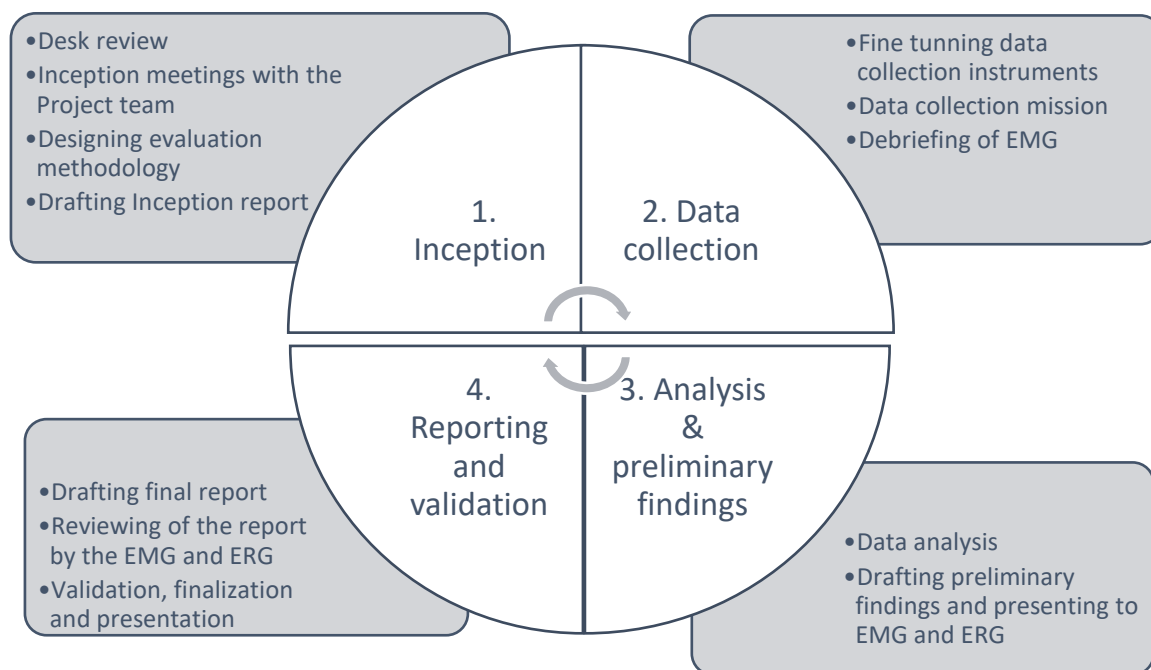 •Desk review
•Inception meetings with the
Project team
•Designing evaluation
methodology
•Drafting Inception report
•Fine tunning data
collection instruments
•Data collection mission
•Debriefing of EMG
1.
Inception
2. Data
collection
4.
Reporting
and
validation
3. Analysis
&
preliminary
findings
•Drafting final report
•Reviewing of the report
by the EMG and ERG
•Validation, finalization
and presentation
•Data analysis
•Drafting preliminary
findings and presenting to
EMG and ERG